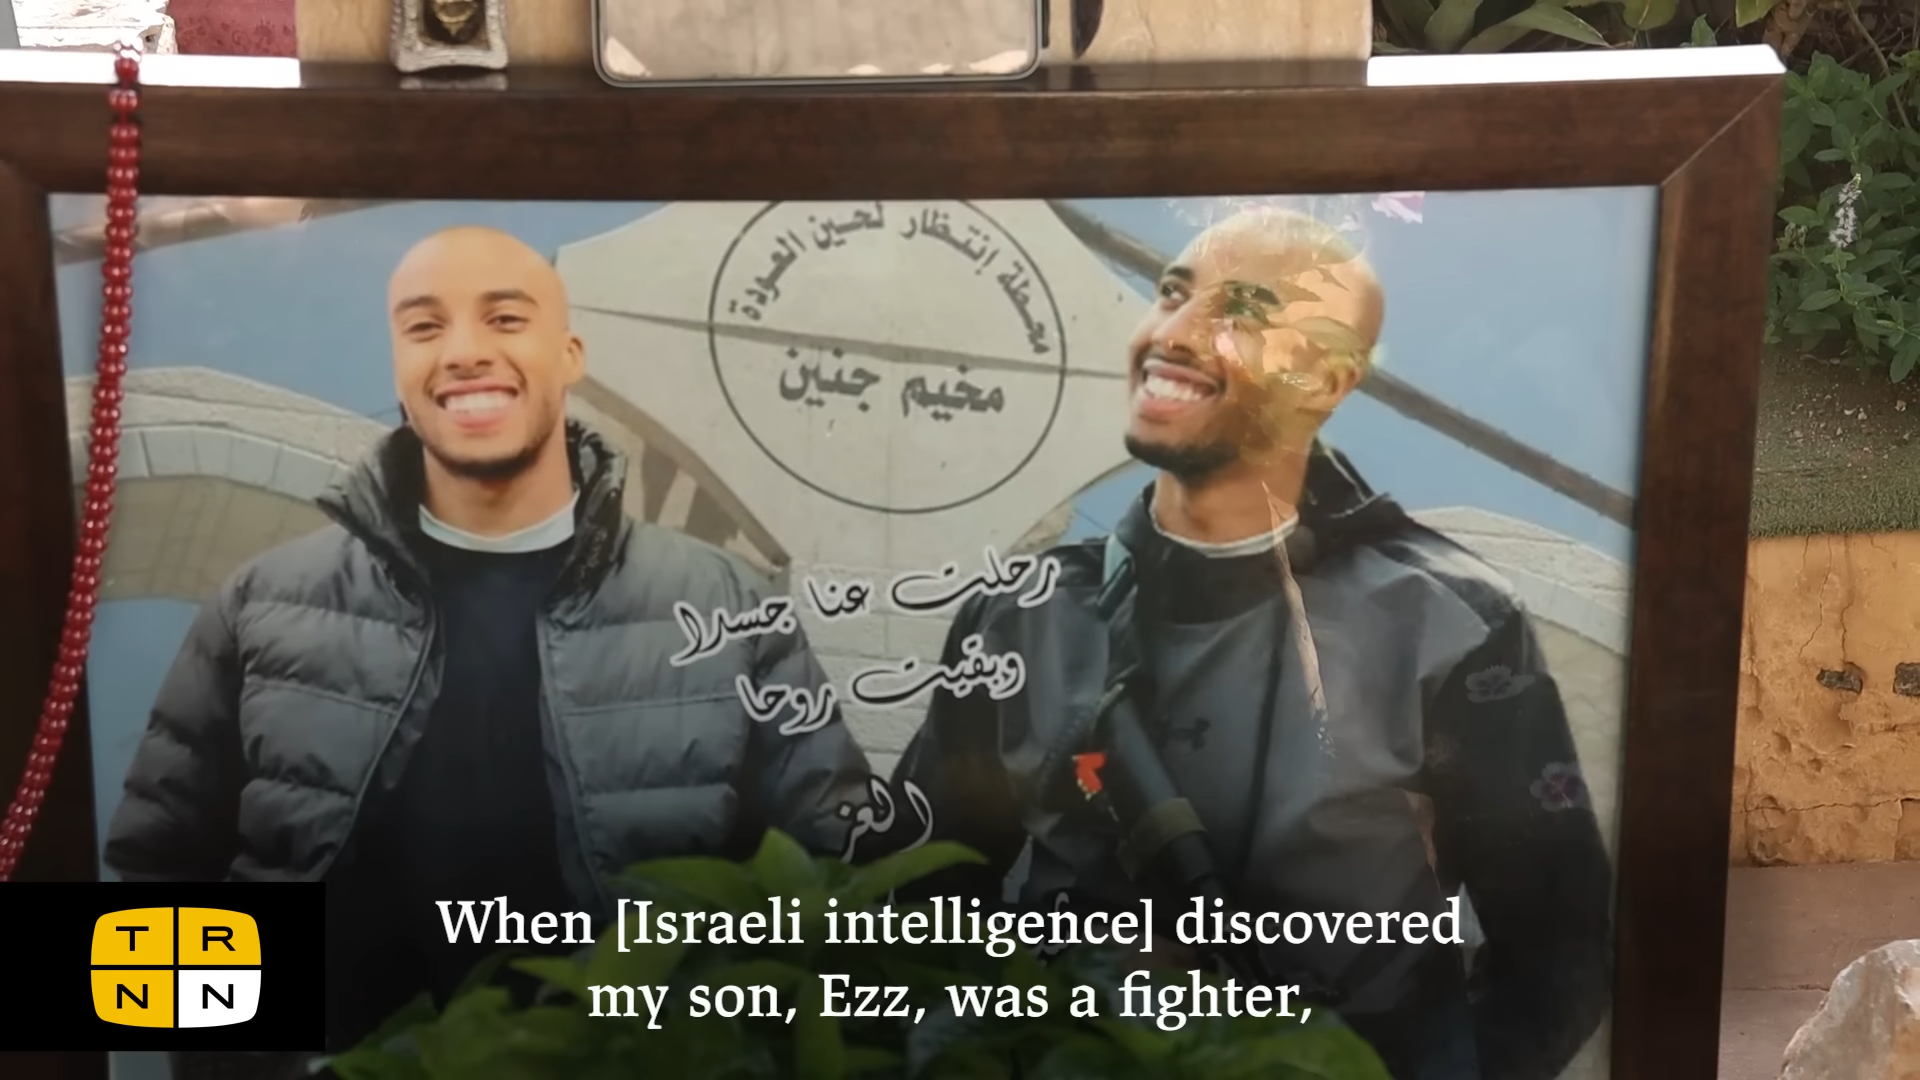 محطة إنتظار لحين العودة
مخيم جنين
رحلت عنا جسدا
وبقيت روحا
العز
When [Israeli intelligence] discovered
my son, Ezz, was a fighter,
T R
N N